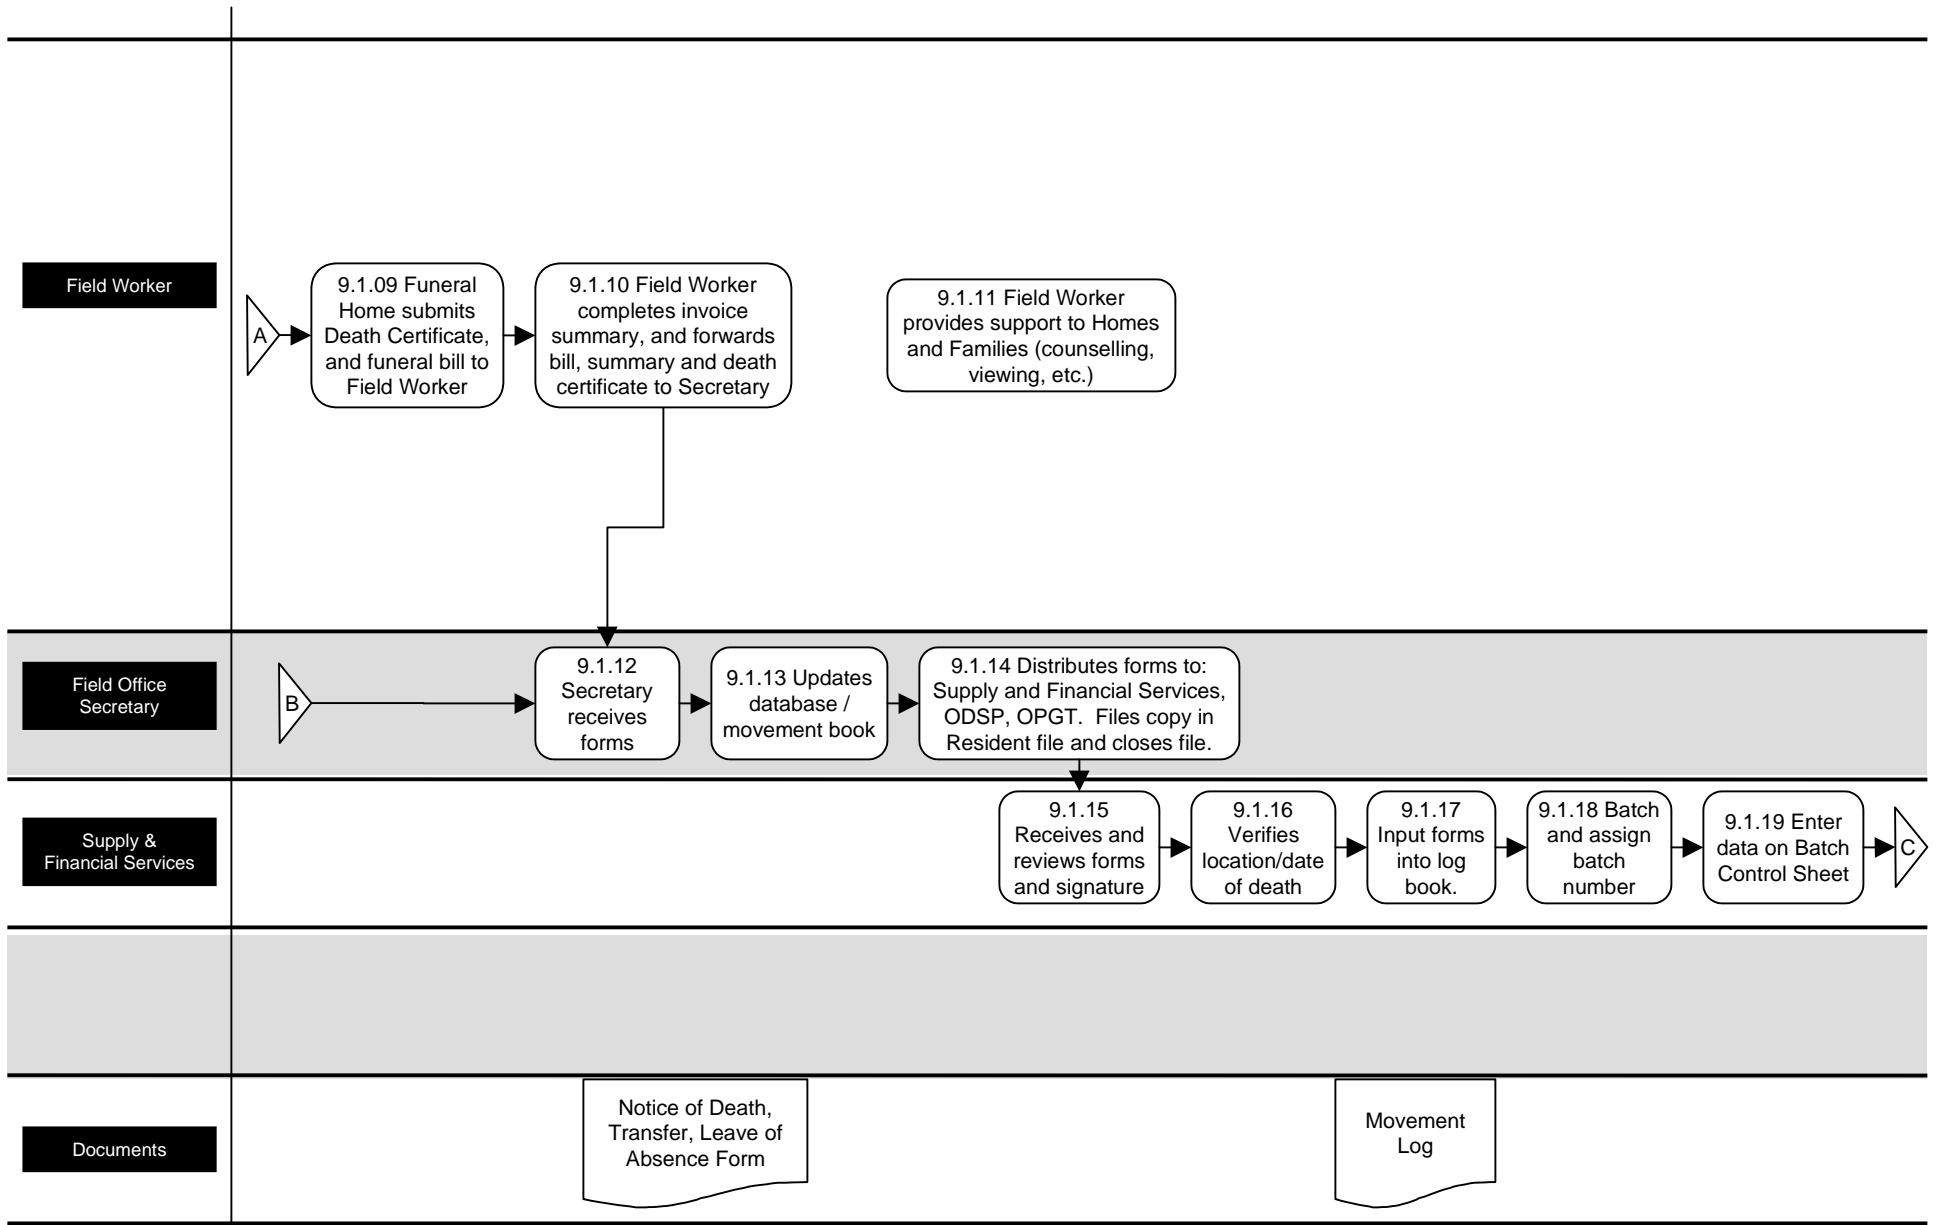 Field Worker
A
9.1.09 Funeral
Home submits
Death Certificate,
and funeral bill to
Field Worker
9.1.10 Field Worker
completes invoice
summary, and forwards
bill, summary and death
certificate to Secretary
9.1.11 Field Worker
provides support to Homes
and Families (counselling,
viewing, etc.)
Field Office
Secretary
B
9.1.12
Secretary
receives
forms
9.1.13 Updates
database /
movement book
9.1.14 Distributes forms to:
Supply and Financial Services,
ODSP, OPGT.  Files copy in
Resident file and closes file.
Supply &
Financial Services
9.1.15
Receives and
reviews forms
and signature
9.1.16
Verifies
location/date
of death
9.1.17
Input forms
into log
book.
9.1.18 Batch
and assign
batch
number
9.1.19 Enter
data on Batch
Control Sheet
C
Documents
Notice of Death,
Transfer, Leave of
Absence Form
Movement
Log